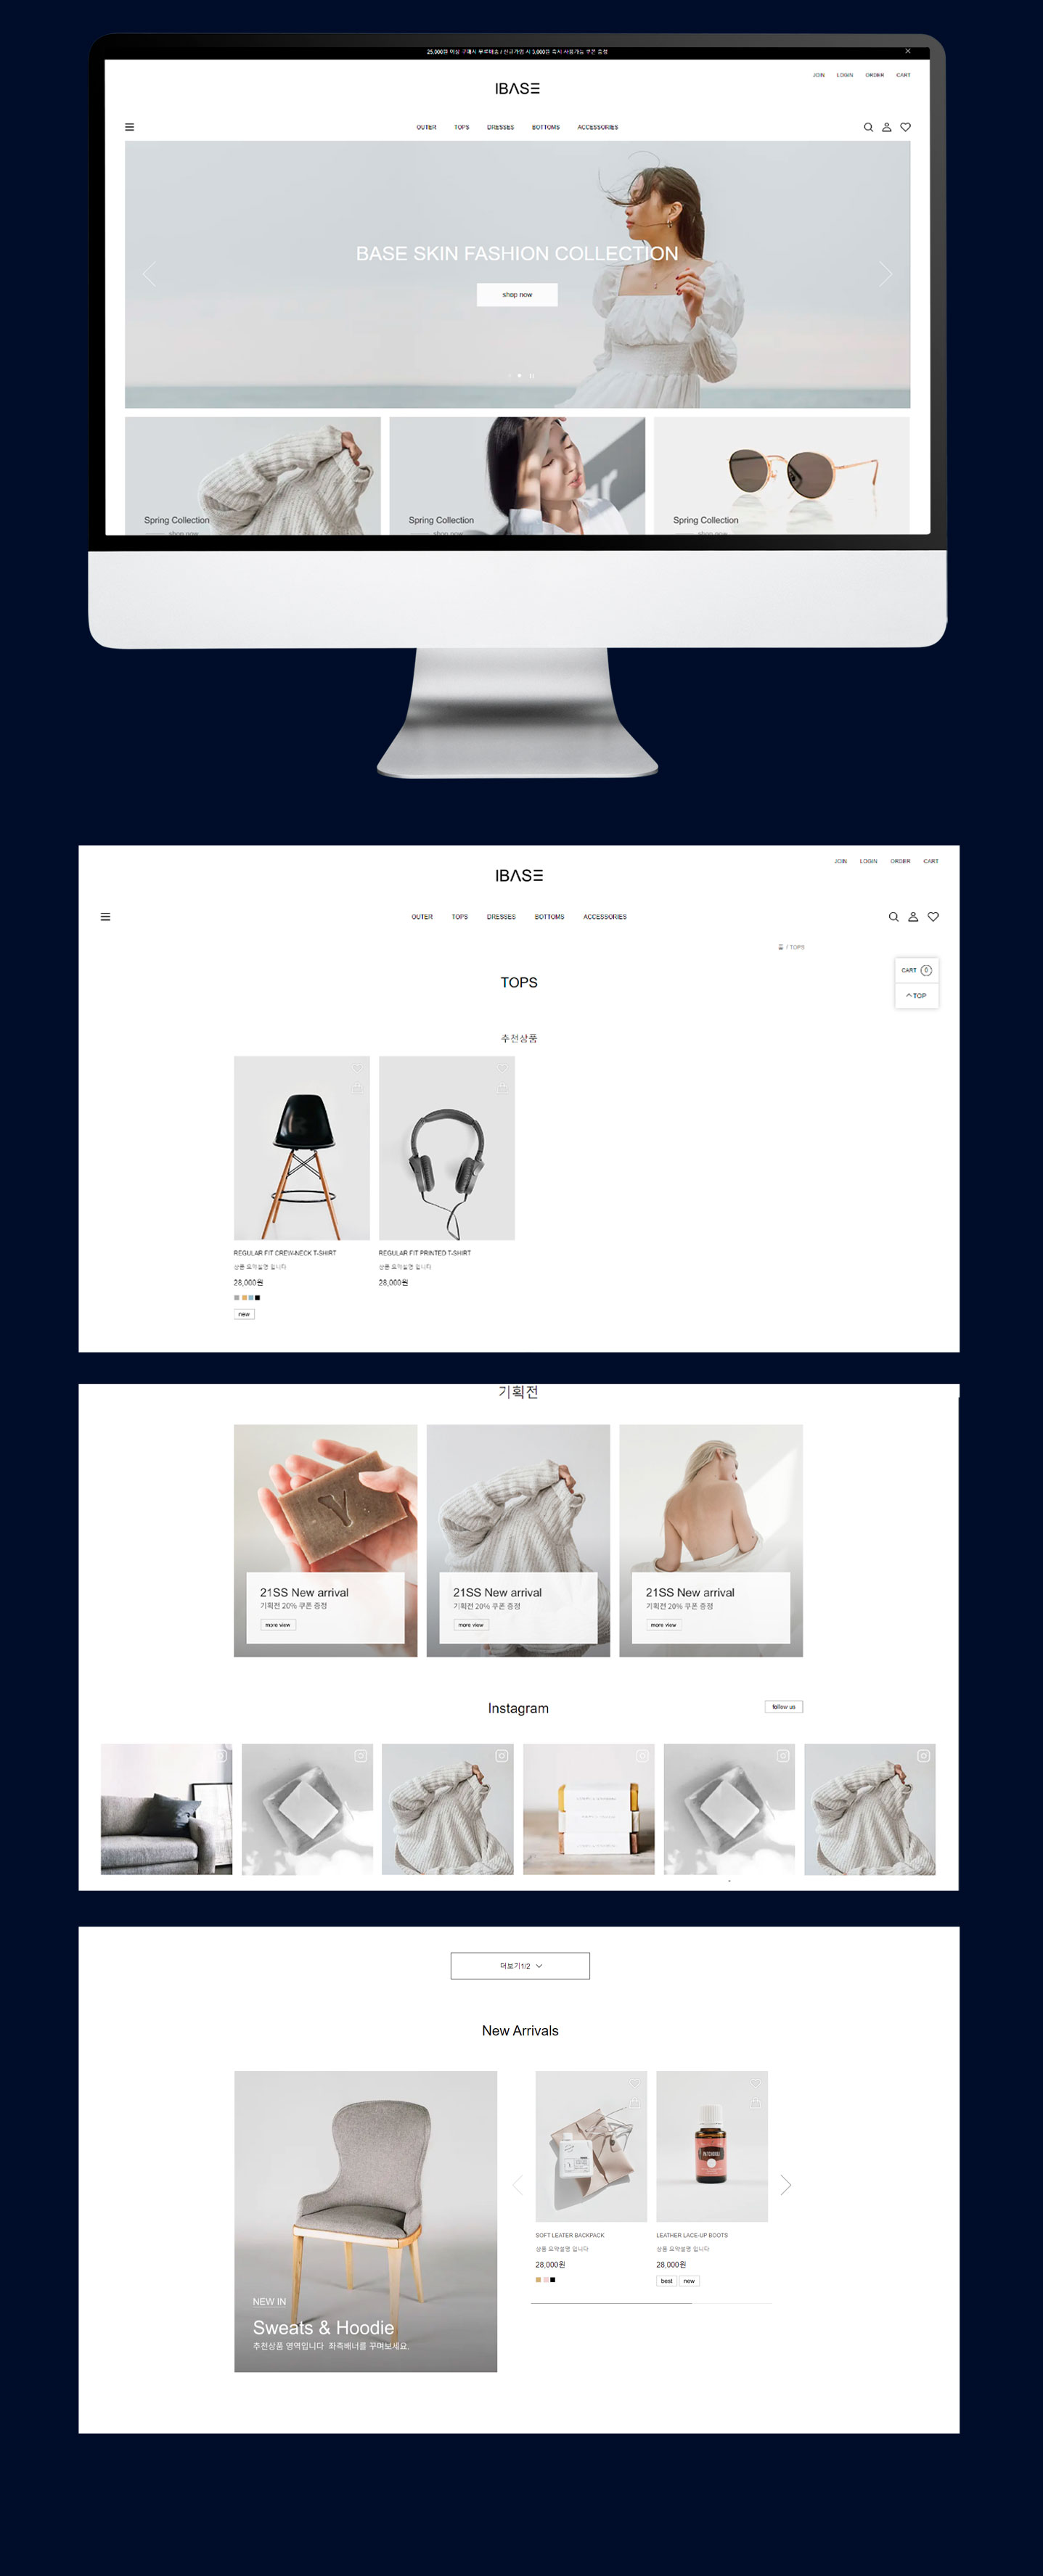 25,000원 이상 구매시 무료배송 / 신규가입 시 3,000원 즉시 사용가능 쿠폰 증정
JOIN LOGIN ORDER CART
IBASE
OUTER TOPS DRESSES BOTTOMS ACCESSORIES
BASE SKIN FASHION COLLECTION
shop now
Spring Collection
shop now
Spring Collection
shop now
Spring Collection
shop now
JOIN LOGIN ORDER CART
IBASE
OUTER TOPS DRESSES BOTTOMS ACCESSORIES
홈 / TOPS
CART 0
TOP
TOPS
추천상품
REGULAR FIT CREW-NECK T-SHIRT
상품 요약설명 입니다
28,000원
new
REGULAR FIT PRINTED T-SHIRT
상품 요약설명 입니다
28,000원
기획전
21SS New arrival
기획전 20% 쿠폰 증정
more view
21SS New arrival
기획전 20% 쿠폰 증정
more view
21SS New arrival
기획전 20% 쿠폰 증정
more view
Instagram
follow us
더보기1/2
New Arrivals
NEW IN
Sweats & Hoodie
추천상품 영역입니다 좌측배너를 꾸며보세요.
SOFT LEATER BACKPACK
상품 요약설명 입니다
28,000원
PATCHOULI
LEATHER LACE-UP BOOTS
상품 요약설명 입니다
28,000원
best new